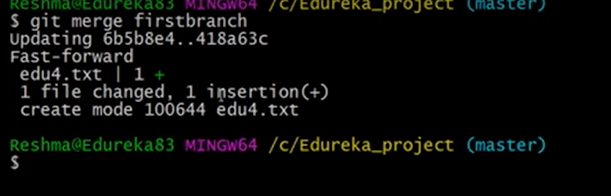 Reshma@Edureka83 MINGW64 /c/Edureka_project (master)
$ git merge firstbranch
Updating 6b5b8e4..418a63c
Fast-forward
edu4.txt | 1 +
1 file changed, 1 insertion(+)
create mode 100644 edu4.txt
Reshma@Edureka83 MINGW64 /c/Edureka_project (master)
$